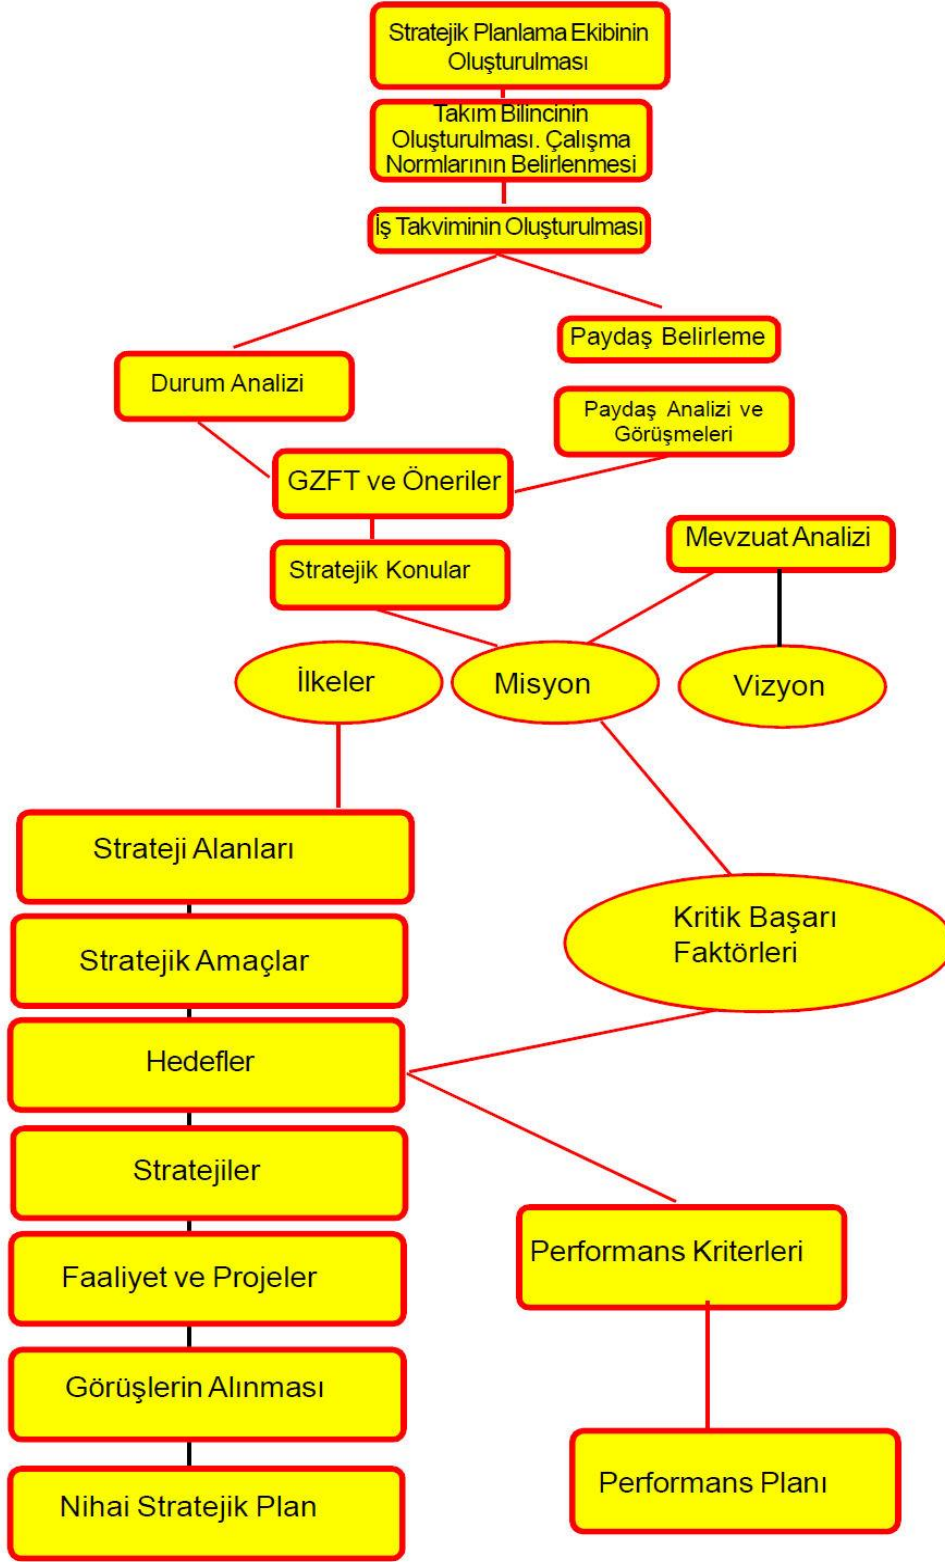 Stratejik Planlama Ekibinin
Oluşturulması
Takım Bilincinin
Oluşturulması. Çalışma
Normlarının Belirlenmesi
İş Takviminin Oluşturulması
Paydaş Belirleme
Durum Analizi
Paydaş Analizi ve
Görüşmeleri
GZFT ve Öneriler
Mevzuat Analizi
Stratejik Konular
İlkeler
Misyon
Vizyon
Strateji Alanları
Kritik Başarı
Faktörleri
Stratejik Amaçlar
Hedefler
Stratejiler
Performans Kriterleri
Faaliyet ve Projeler
Görüşlerin Alınması
Performans Planı
Nihai Stratejik Plan